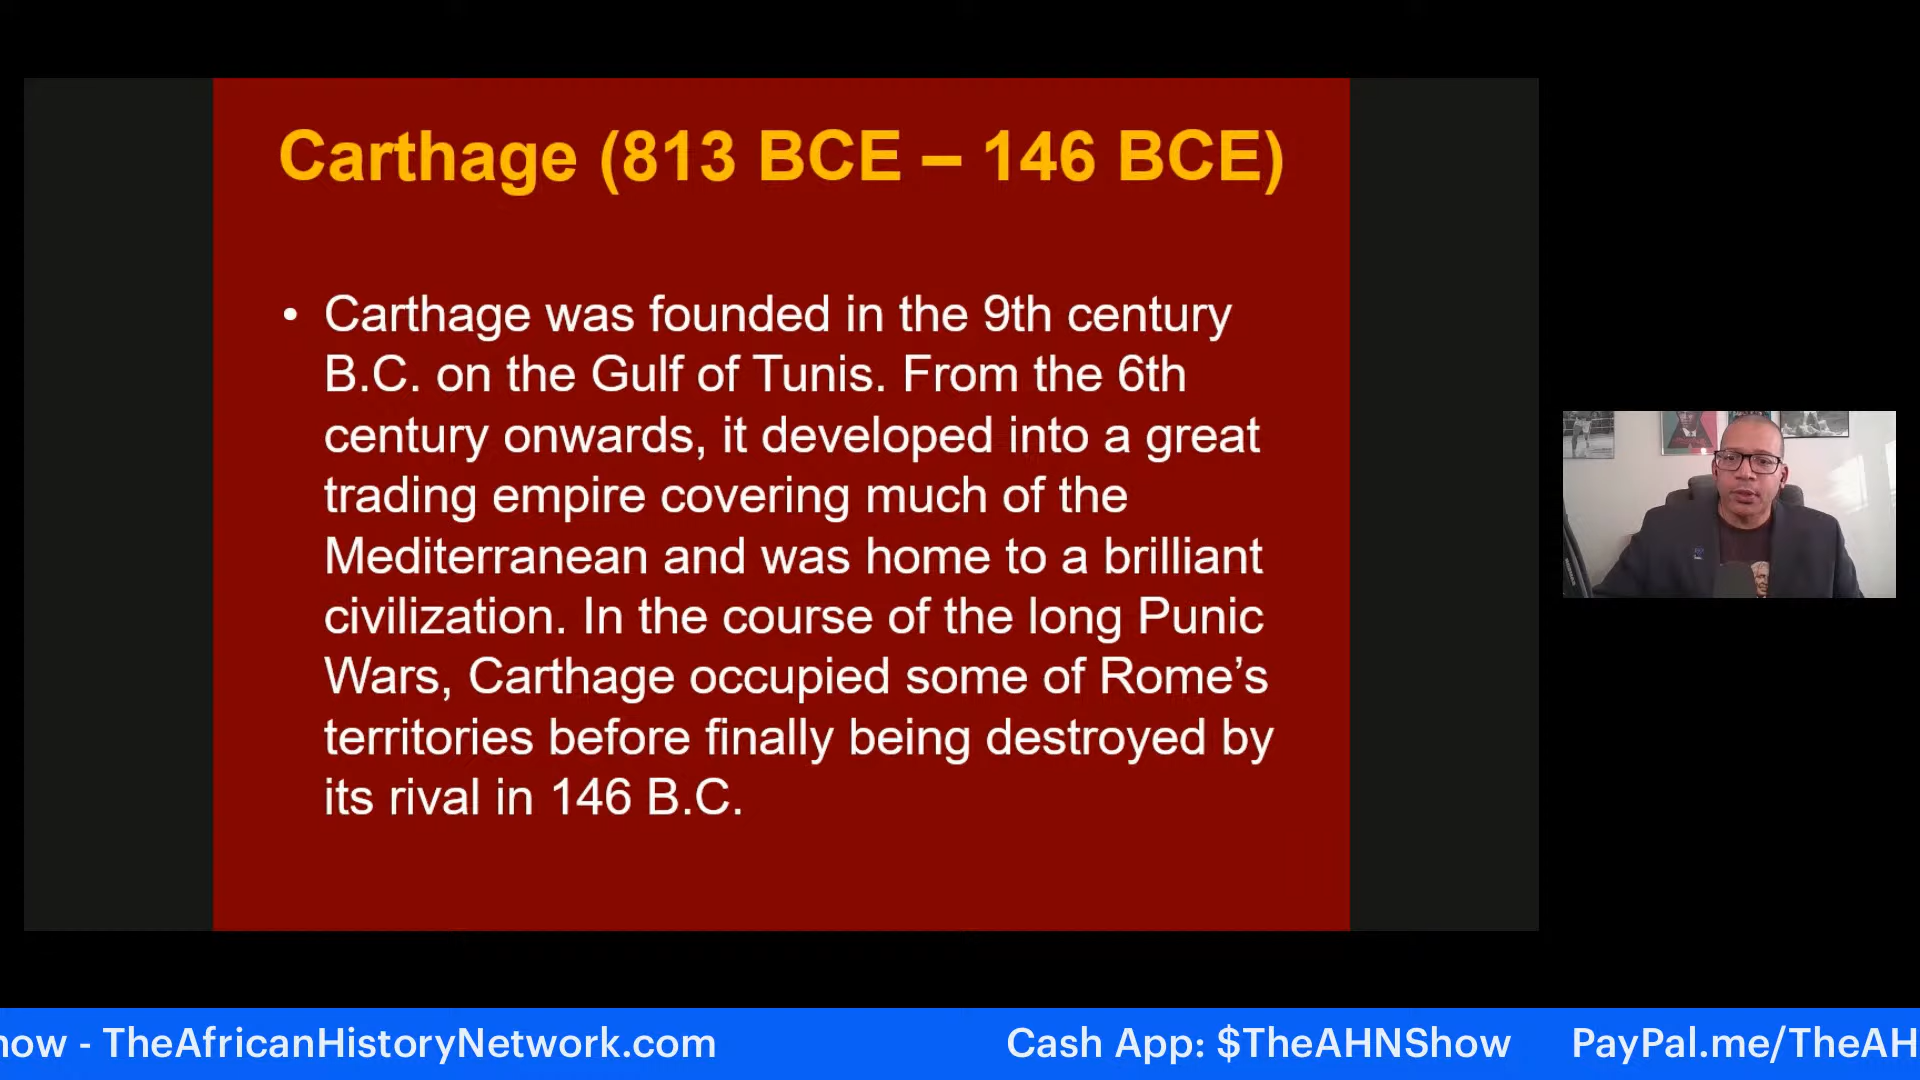 Carthage (813 BCE – 146 BCE)
• Carthage was founded in the 9th century
B.C. on the Gulf of Tunis. From the 6th
century onwards, it developed into a great
trading empire covering much of the
Mediterranean and was home to a brilliant
civilization. In the course of the long Punic
Wars, Carthage occupied some of Rome’s
territories before finally being destroyed by
its rival in 146 B.C.
how - TheAfricanHistoryNetwork.com Cash App: $TheAHNShow PayPal.me/TheAH